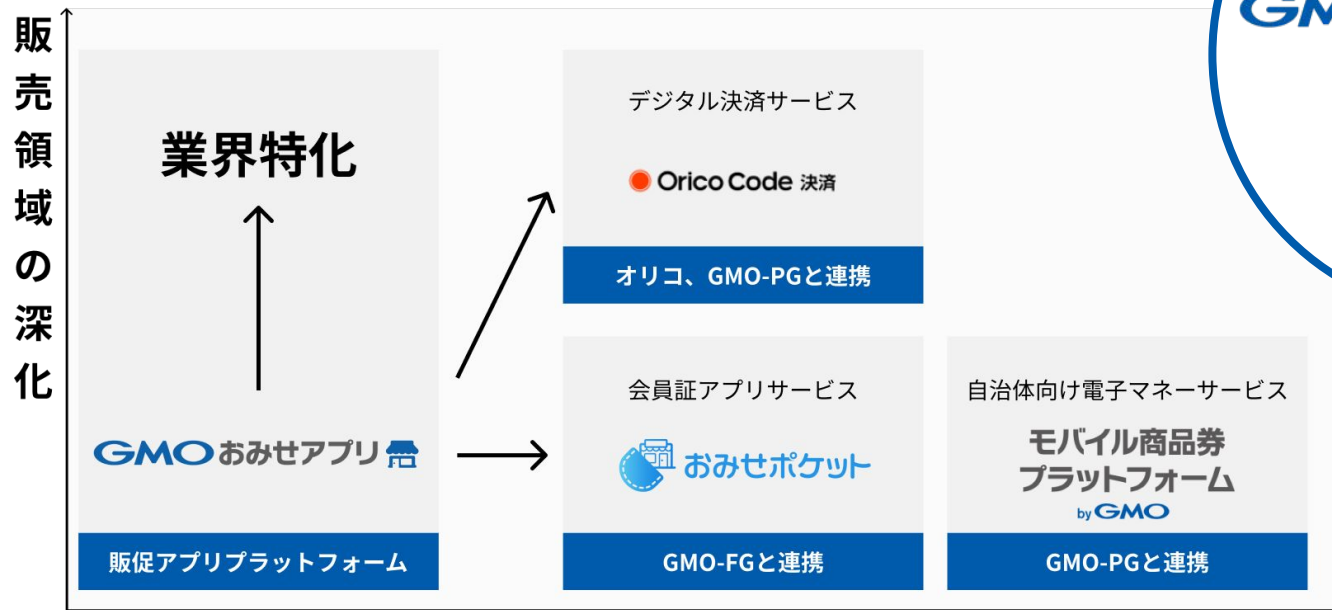 販売領域の深化
業界特化
GMOおみせアプリ
販促アプリプラットフォーム
デジタル決済サービス
Orico Code 決済
オリコ、GMO-PGと連携
会員証アプリサービス
おみせポケット
GMO-FGと連携
自治体向け電子マネーサービス
モバイル商品券
プラットフォーム
by GMO
GMO-PGと連携